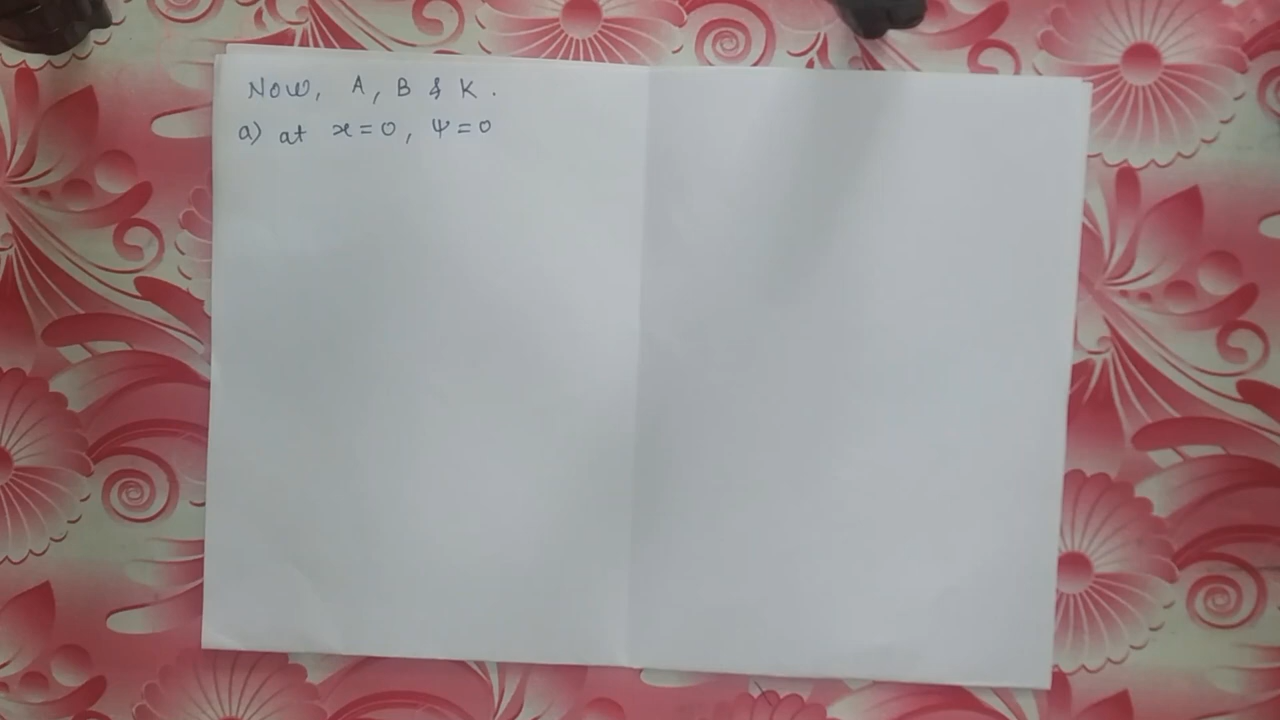 Now, A, B & K.
a) at x=0, Ψ=0